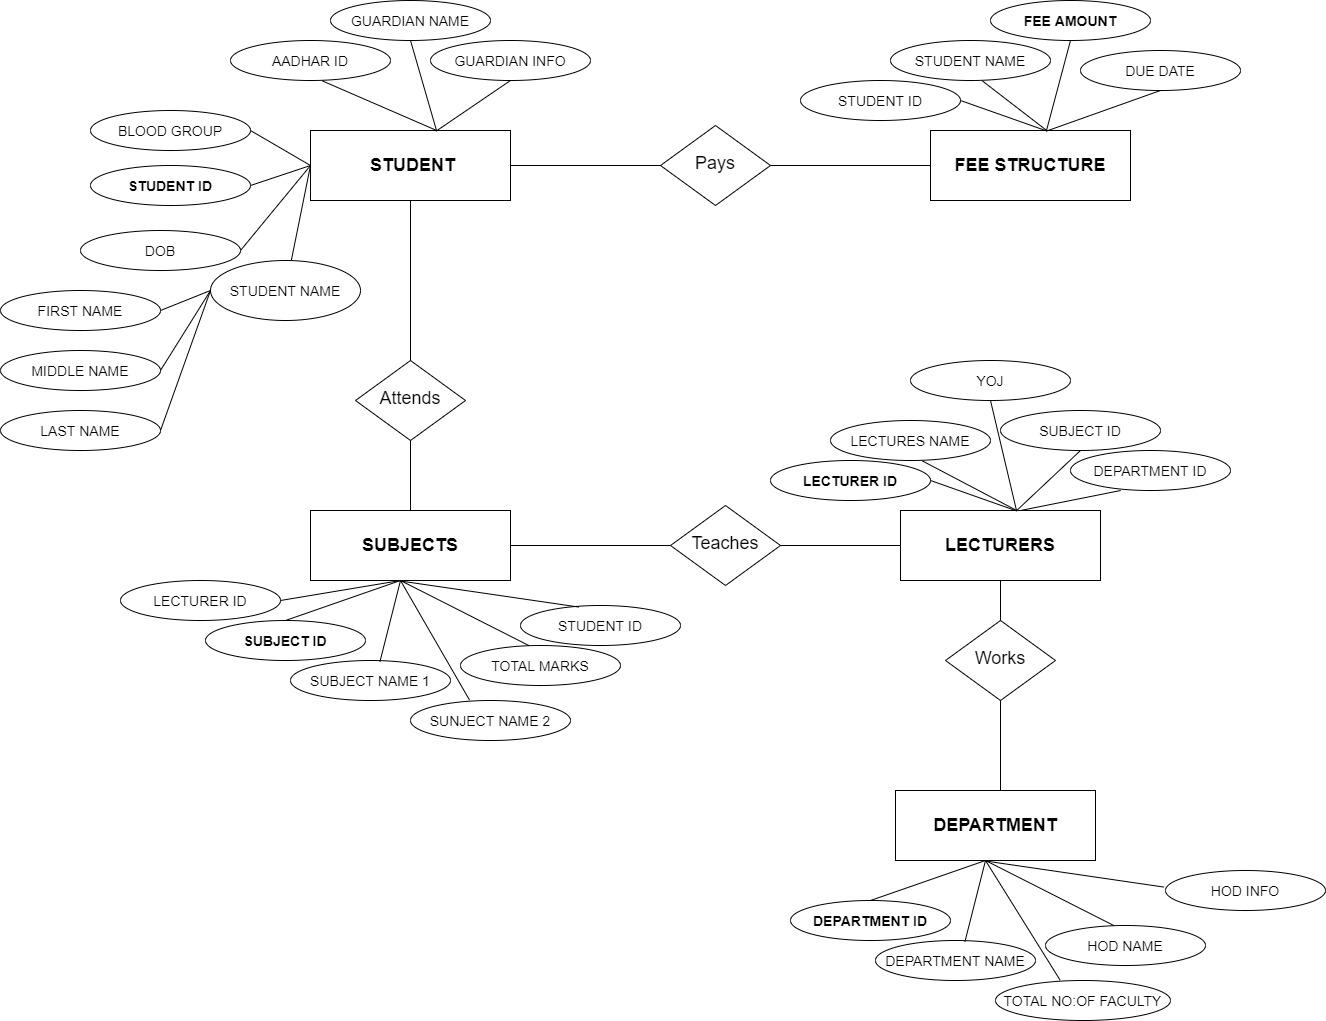 GUARDIAN NAME
AADHAR ID
GUARDIAN INFO
BLOOD GROUP
STUDENT ID
DOB
STUDENT NAME
FIRST NAME
MIDDLE NAME
LAST NAME
STUDENT
Pays
FEE AMOUNT
STUDENT NAME
DUE DATE
STUDENT ID
FEE STRUCTURE
Attends
YOJ
SUBJECT ID
LECTURES NAME
DEPARTMENT ID
LECTURER ID
SUBJECTS
Teaches
LECTURERS
LECTURER ID
SUBJECT ID
SUBJECT NAME 1
SUNJECT NAME 2
TOTAL MARKS
STUDENT ID
Works
DEPARTMENT
DEPARTMENT ID
DEPARTMENT NAME
TOTAL NO:OF FACULTY
HOD NAME
HOD INFO